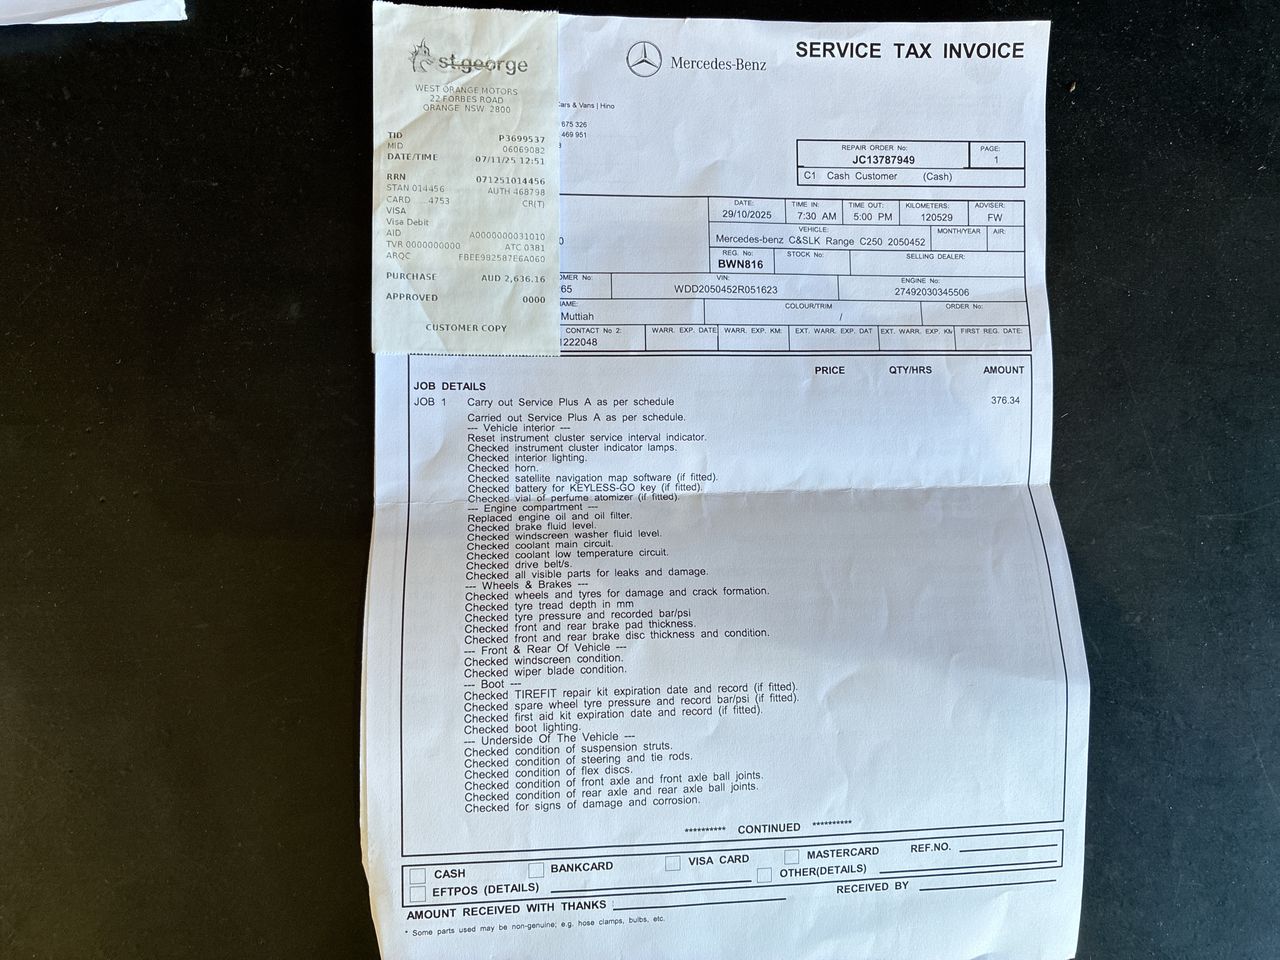 st.george
WEST ORANGE MOTORS
22 FORBES ROAD
ORANGE NSW 2800
TID P3699537
MID 06069082
DATE/TIME 07/11/25 12:51
RRN 071251014456
STAN 014456 AUTH 468798
CARD ....4753 CR(T)
VISA
Visa Debit
AID A0000000031010
TVR 0000000000 ATC 0381
ARQC FBEE982587E6A060
PURCHASE AUD 2,636.16
APPROVED 0000
CUSTOMER COPY
Mercedes-Benz
SERVICE TAX INVOICE
Cars & Vans | Hino
675 326
469 951
REPAIR ORDER No: PAGE:
JC13787949 1
C1 Cash Customer (Cash)
DATE: TIME IN: TIME OUT: KILOMETERS: ADVISER:
29/10/2025 7:30 AM 5:00 PM 120529 FW
VEHICLE: MONTH/YEAR AIR:
Mercedes-benz C&SLK Range C250 2050452
REG. No: STOCK No: SELLING DEALER:
BWN816
0
OMER No: VIN: ENGINE No:
65 WDD2050452R051623 27492030345506
AME: COLOUR/TRIM ORDER No:
Muttiah /
CONTACT No 2: WARR. EXP. DATE WARR. EXP. KM: EXT. WARR. EXP. DAT EXT. WARR. EXP. KM FIRST REG. DATE:
1222048
PRICE QTY/HRS AMOUNT
JOB DETAILS
JOB 1 Carry out Service Plus A as per schedule 376.34
Carried out Service Plus A as per schedule.
--- Vehicle interior ---
Reset instrument cluster service interval indicator.
Checked instrument cluster indicator lamps.
Checked interior lighting.
Checked horn.
Checked satellite navigation map software (if fitted).
Checked battery for KEYLESS-GO key (if fitted).
Checked vial of perfume atomizer (if fitted).
--- Engine compartment ---
Replaced engine oil and oil filter.
Checked brake fluid level.
Checked windscreen washer fluid level.
Checked coolant main circuit.
Checked coolant low temperature circuit.
Checked drive belt/s.
Checked all visible parts for leaks and damage.
--- Wheels & Brakes ---
Checked wheels and tyres for damage and crack formation.
Checked tyre tread depth in mm
Checked tyre pressure and recorded bar/psi
Checked front and rear brake pad thickness.
Checked front and rear brake disc thickness and condition.
--- Front & Rear Of Vehicle ---
Checked windscreen condition.
Checked wiper blade condition.
--- Boot ---
Checked TIREFIT repair kit expiration date and record (if fitted).
Checked spare wheel tyre pressure and record bar/psi (if fitted).
Checked first aid kit expiration date and record (if fitted).
Checked boot lighting.
--- Underside Of The Vehicle ---
Checked condition of suspension struts.
Checked condition of steering and tie rods.
Checked condition of flex discs.
Checked condition of front axle and front axle ball joints.
Checked condition of rear axle and rear axle ball joints.
Checked for signs of damage and corrosion.
********** CONTINUED **********
CASH BANKCARD VISA CARD MASTERCARD REF.NO.
EFTPOS (DETAILS) OTHER(DETAILS)
AMOUNT RECEIVED WITH THANKS RECEIVED BY
* Some parts used may be non-genuine; e.g. hose clamps, bulbs, etc.